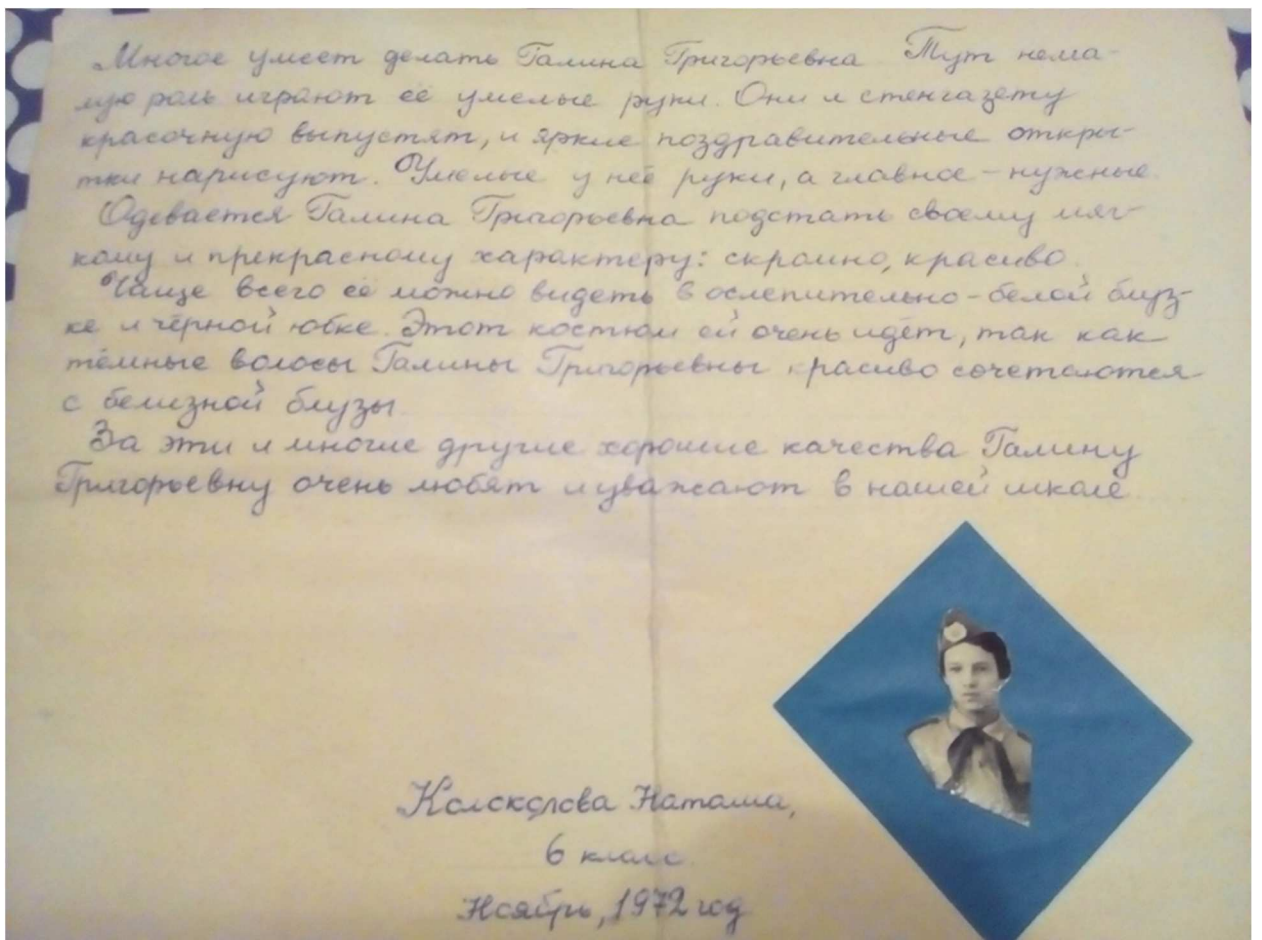 Многое умеет делать Галина Григорьевна Тут нема-
лую роль играют её умелые руки. Они и стенгазету
красочную выпустят, и яркие поздравительные откры-
тки нарисуют. Умелые у неё руки, а главное - нужные.
Одевается Галина Григорьевна подстать своему мяг-
кому и прекрасному характеру: скромно, красиво.
Чаще всего её можно видеть в ослепительно-белой блуз-
ке и чёрной юбке. Этот костюм ей очень идёт, так как
тёмные волосы Галины Григорьевны красиво сочетаются
с белизной блузы.
За эти и многие другие хорошие качества Галину
Григорьевну очень любят и уважают в нашей школе
Наташа,
6 класс
Ноябрь, 1972 год